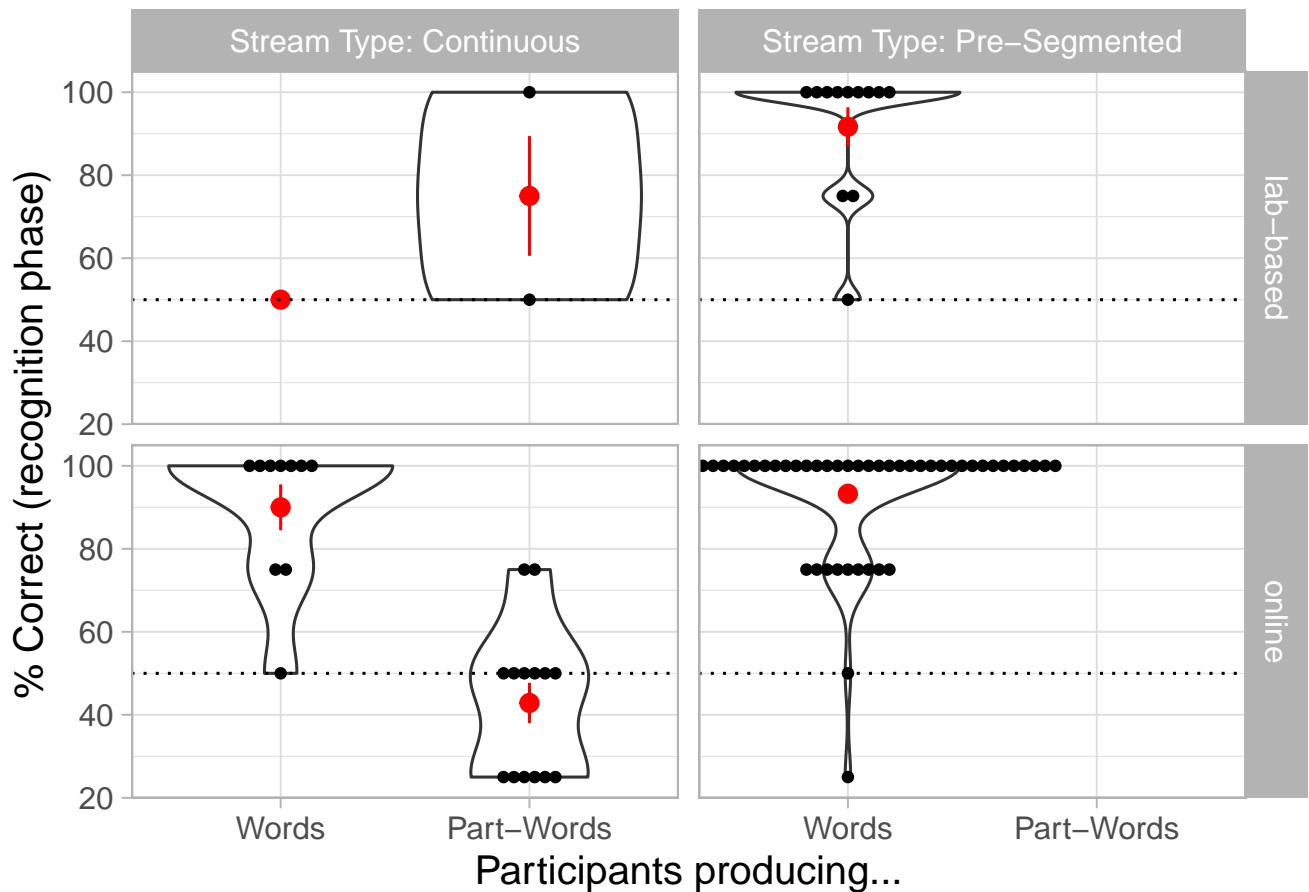 Stream Type: Continuous
Stream Type: Pre−Segmented
% Correct (recognition phase)
100
80
60
40
20
lab−based
100
80
60
40
20
online
Words
Part−Words
Words
Part−Words
Participants producing...